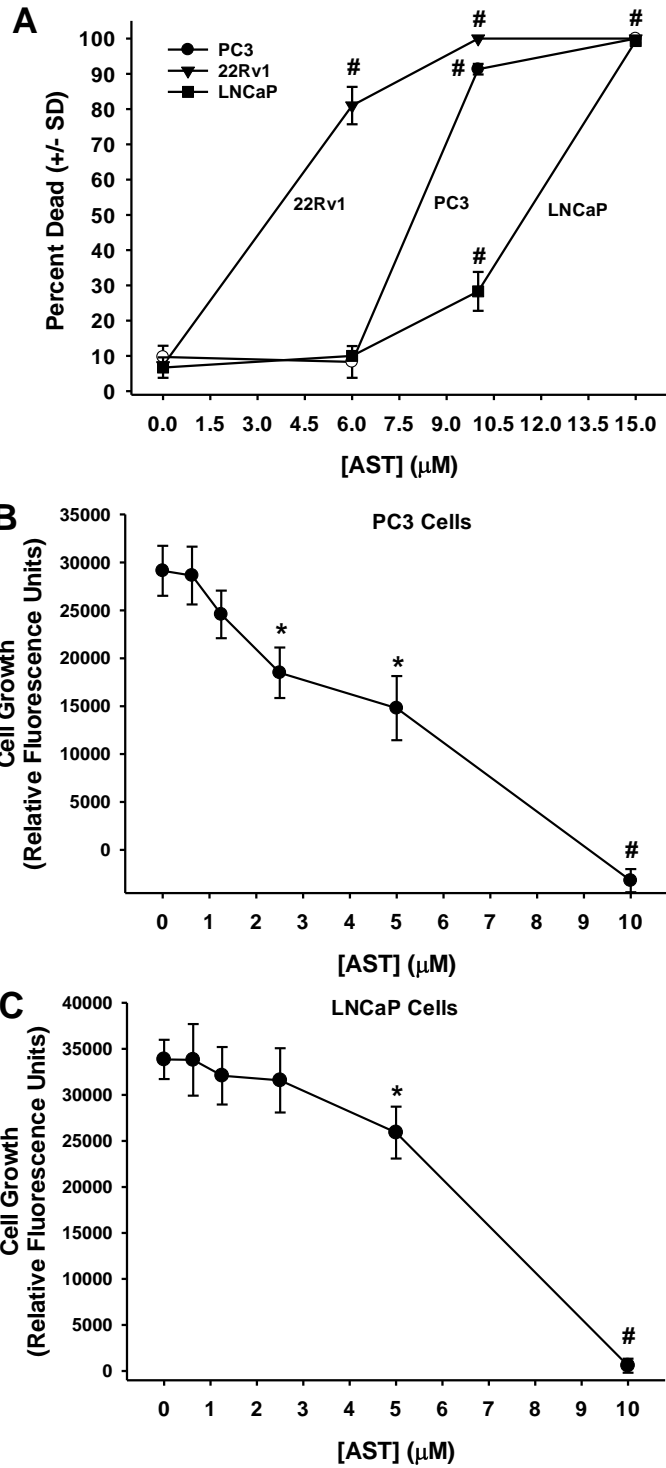 A
PC3
22Rv1
LNCaP
Percent Dead (+/- SD)
100
90
80
70
60
50
40
30
20
10
0
#
#
#
#
#
22Rv1
PC3
LNCaP
0.0 1.5 3.0 4.5 6.0 7.5 9.0 10.5 12.0 13.5 15.0
[AST] (μM)
B
PC3 Cells
Cell Growth
(Relative Fluorescence Units)
35000
30000
25000
20000
15000
10000
5000
0
*
*
#
0 1 2 3 4 5 6 7 8 9 10
[AST] (μM)
C
LNCaP Cells
Cell Growth
(Relative Fluorescence Units)
40000
35000
30000
25000
20000
15000
10000
5000
0
*
#
0 1 2 3 4 5 6 7 8 9 10
[AST] (μM)